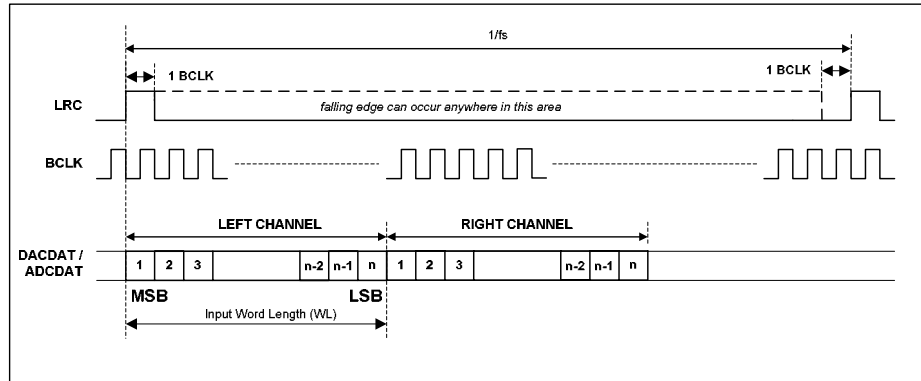 1/fs
1 BCLK
1 BCLK
LRC
falling edge can occur anywhere in this area
BCLK
LEFT CHANNEL
RIGHT CHANNEL
DACDAT /
ADCDAT
1 2 3 n-2 n-1 n 1 2 3 n-2 n-1 n
MSB LSB
Input Word Length (WL)